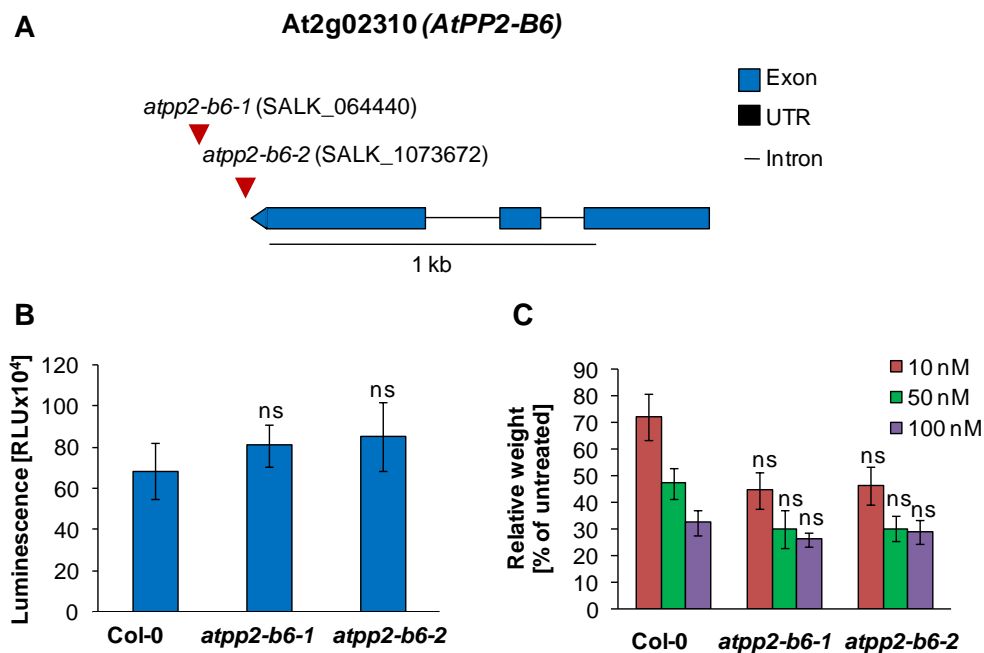 A
At2g02310 (AtPP2-B6)
atpp2-b6-1 (SALK_064440)
atpp2-b6-2 (SALK_1073672)
Exon
UTR
Intron
1 kb
B
Luminescence [RLUx10⁴]
120
100
80
60
40
20
0
ns
ns
Col-0
atpp2-b6-1
atpp2-b6-2
C
Relative weight
[% of untreated]
90
80
70
60
50
40
30
20
10
0
10 nM
50 nM
100 nM
ns
ns
ns
ns
ns
ns
Col-0
atpp2-b6-1
atpp2-b6-2